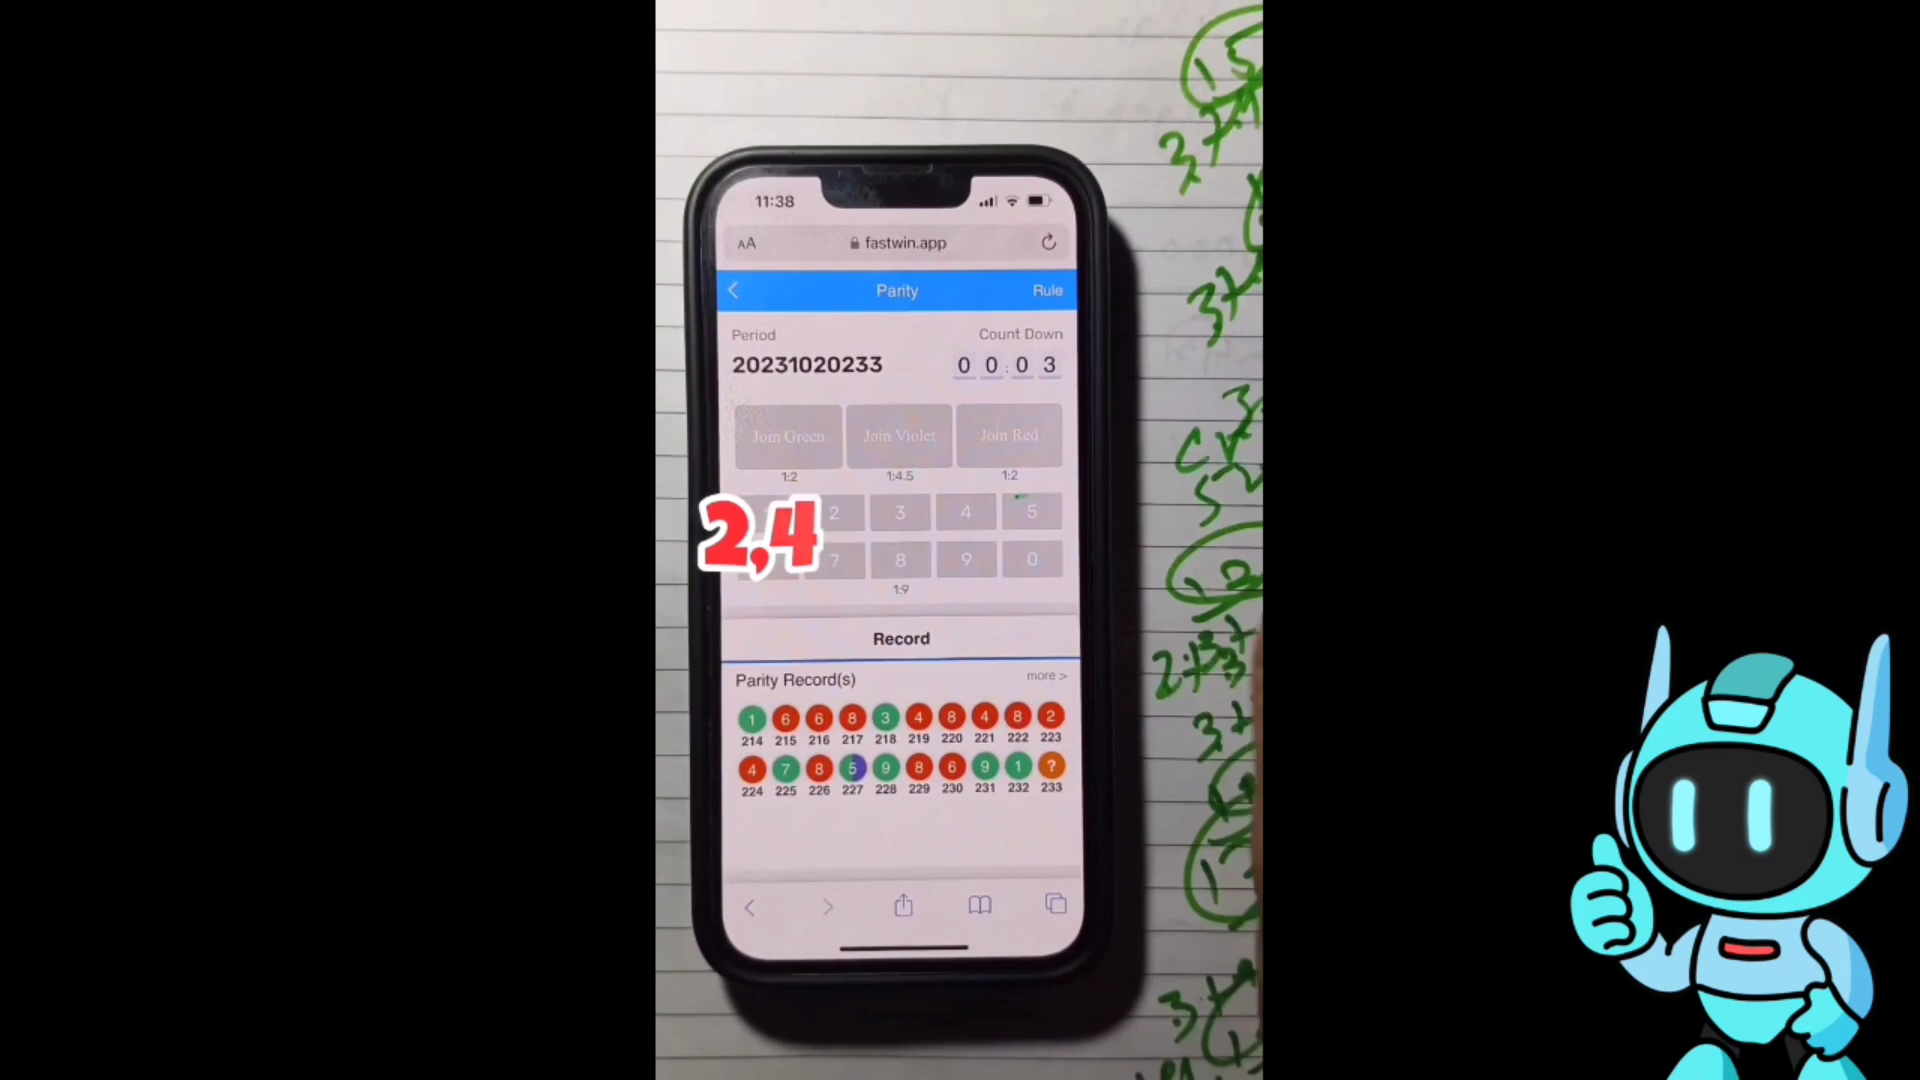 11:38
AA fastwin.app
Parity Rule
Period Count Down
20231020233 0 0 : 0 3
Join Green Join Violet Join Red
1:2 1:4.5 1:2
2 3 4 5
2,4
7 8 9 0
1:9
Record
Parity Record(s) more >
1 6 6 8 3 4 8 4 8 2
214 215 216 217 218 219 220 221 222 223
4 7 8 5 9 8 6 9 1 ?
224 225 226 227 228 229 230 231 232 233